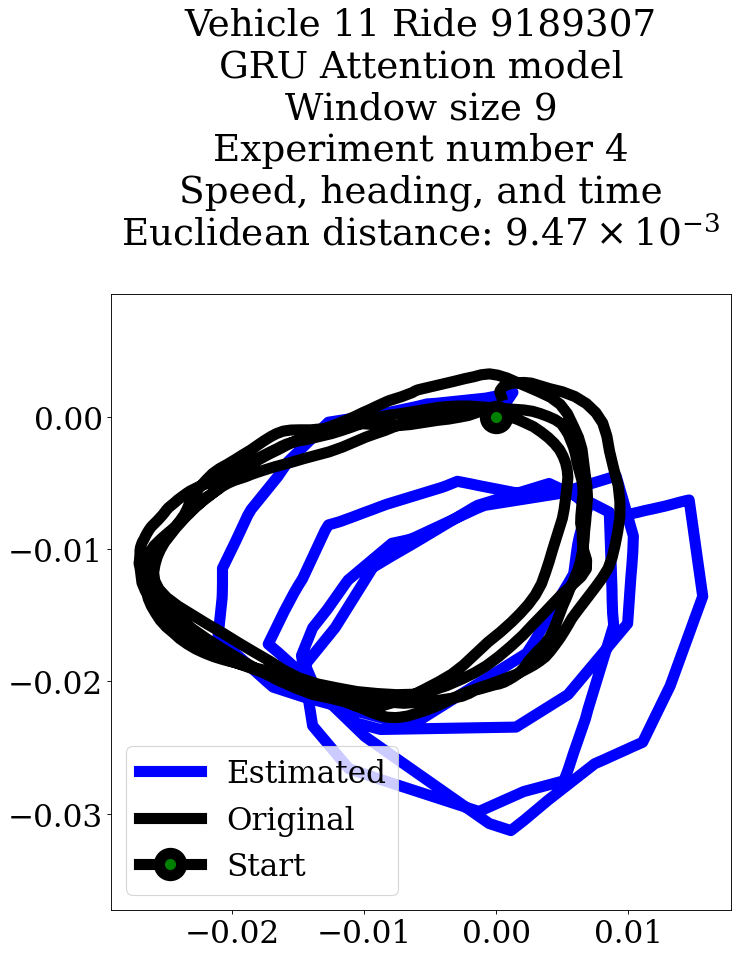 Vehicle 11 Ride 9189307
GRU Attention model
Window size 9
Experiment number 4
Speed, heading, and time
Euclidean distance: 9.47 × 10⁻³
0.00
−0.01
−0.02
−0.03
Estimated
Original
Start
−0.02 −0.01 0.00 0.01